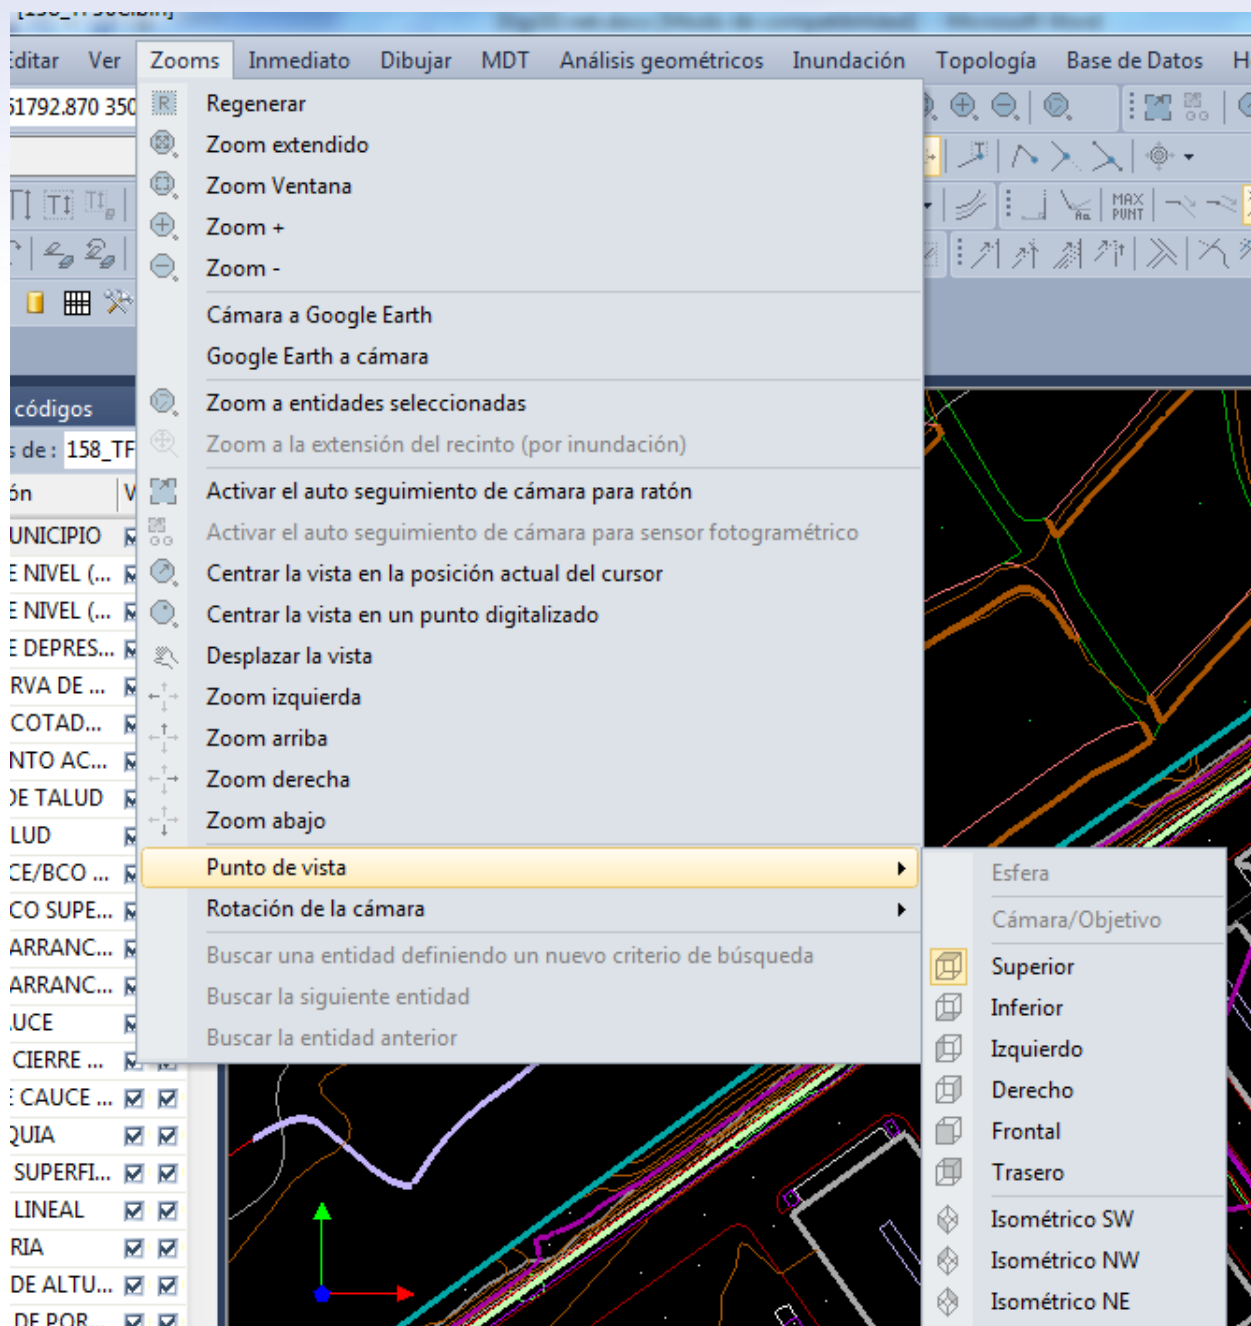 Editar Ver Zooms Inmediato Dibujar MDT Análisis geométricos Inundación Topología Base de Datos
51792.870 350
Regenerar
Zoom extendido
Zoom Ventana
Zoom +
Zoom -
Cámara a Google Earth
Google Earth a cámara
Zoom a entidades seleccionadas
Zoom a la extensión del recinto (por inundación)
Activar el auto seguimiento de cámara para ratón
Activar el auto seguimiento de cámara para sensor fotogramétrico
Centrar la vista en la posición actual del cursor
Centrar la vista en un punto digitalizado
Desplazar la vista
Zoom izquierda
Zoom arriba
Zoom derecha
Zoom abajo
Punto de vista
Rotación de la cámara
Buscar una entidad definiendo un nuevo criterio de búsqueda
Buscar la siguiente entidad
Buscar la entidad anterior
Esfera
Cámara/Objetivo
Superior
Inferior
Izquierdo
Derecho
Frontal
Trasero
Isométrico SW
Isométrico NW
Isométrico NE
MAX
PUNT
códigos
s de : 158_TF
ón V
UNICIPIO
E NIVEL (...
E NIVEL (...
E DEPRES...
RVA DE ...
COTAD...
NTO AC...
DE TALUD
LUD
CE/BCO ...
CO SUPE...
ARRANC...
ARRANC...
UCE
CIERRE ...
E CAUCE ...
QUIA
SUPERFI...
LINEAL
RIA
DE ALTU...
DE POR...